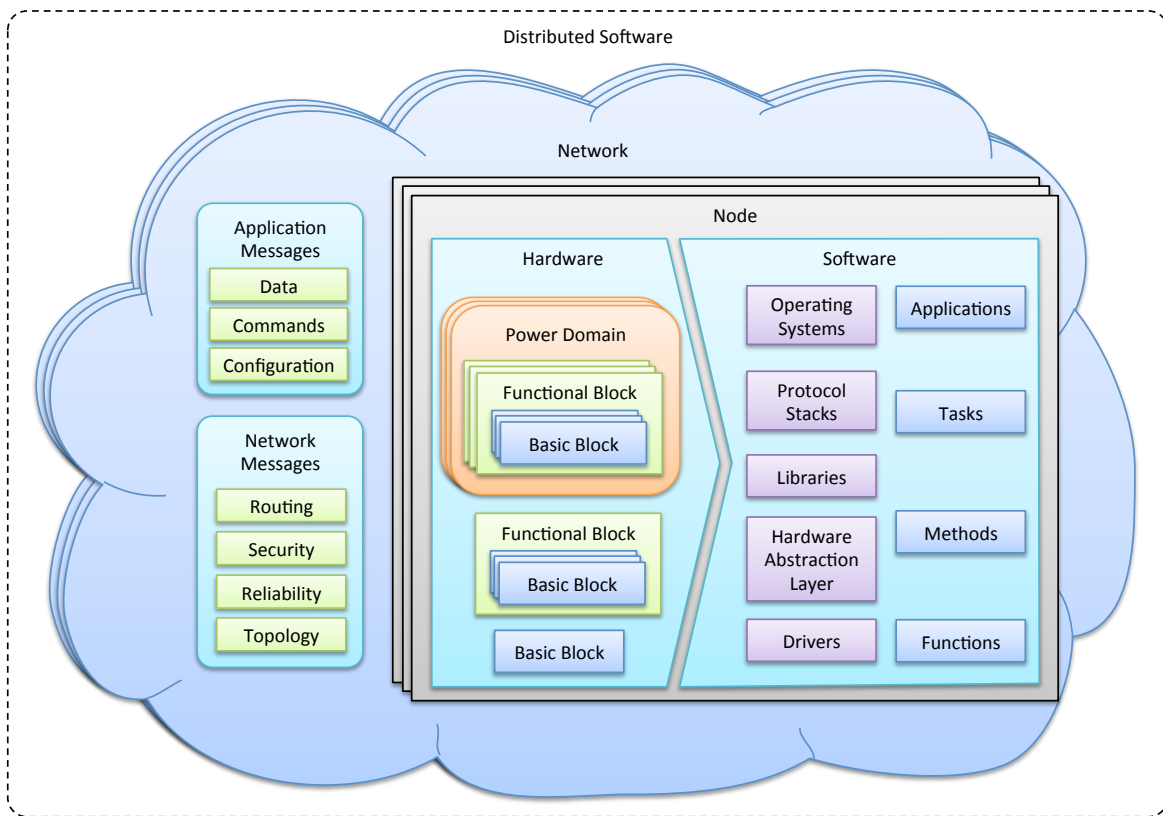 Distributed Software
Network
Application
Messages
Data
Commands
Configuration
Network
Messages
Routing
Security
Reliability
Topology
Node
Hardware
Power Domain
Functional Block
Basic Block
Functional Block
Basic Block
Basic Block
Software
Operating
Systems
Protocol
Stacks
Libraries
Hardware
Abstraction
Layer
Drivers
Applications
Tasks
Methods
Functions